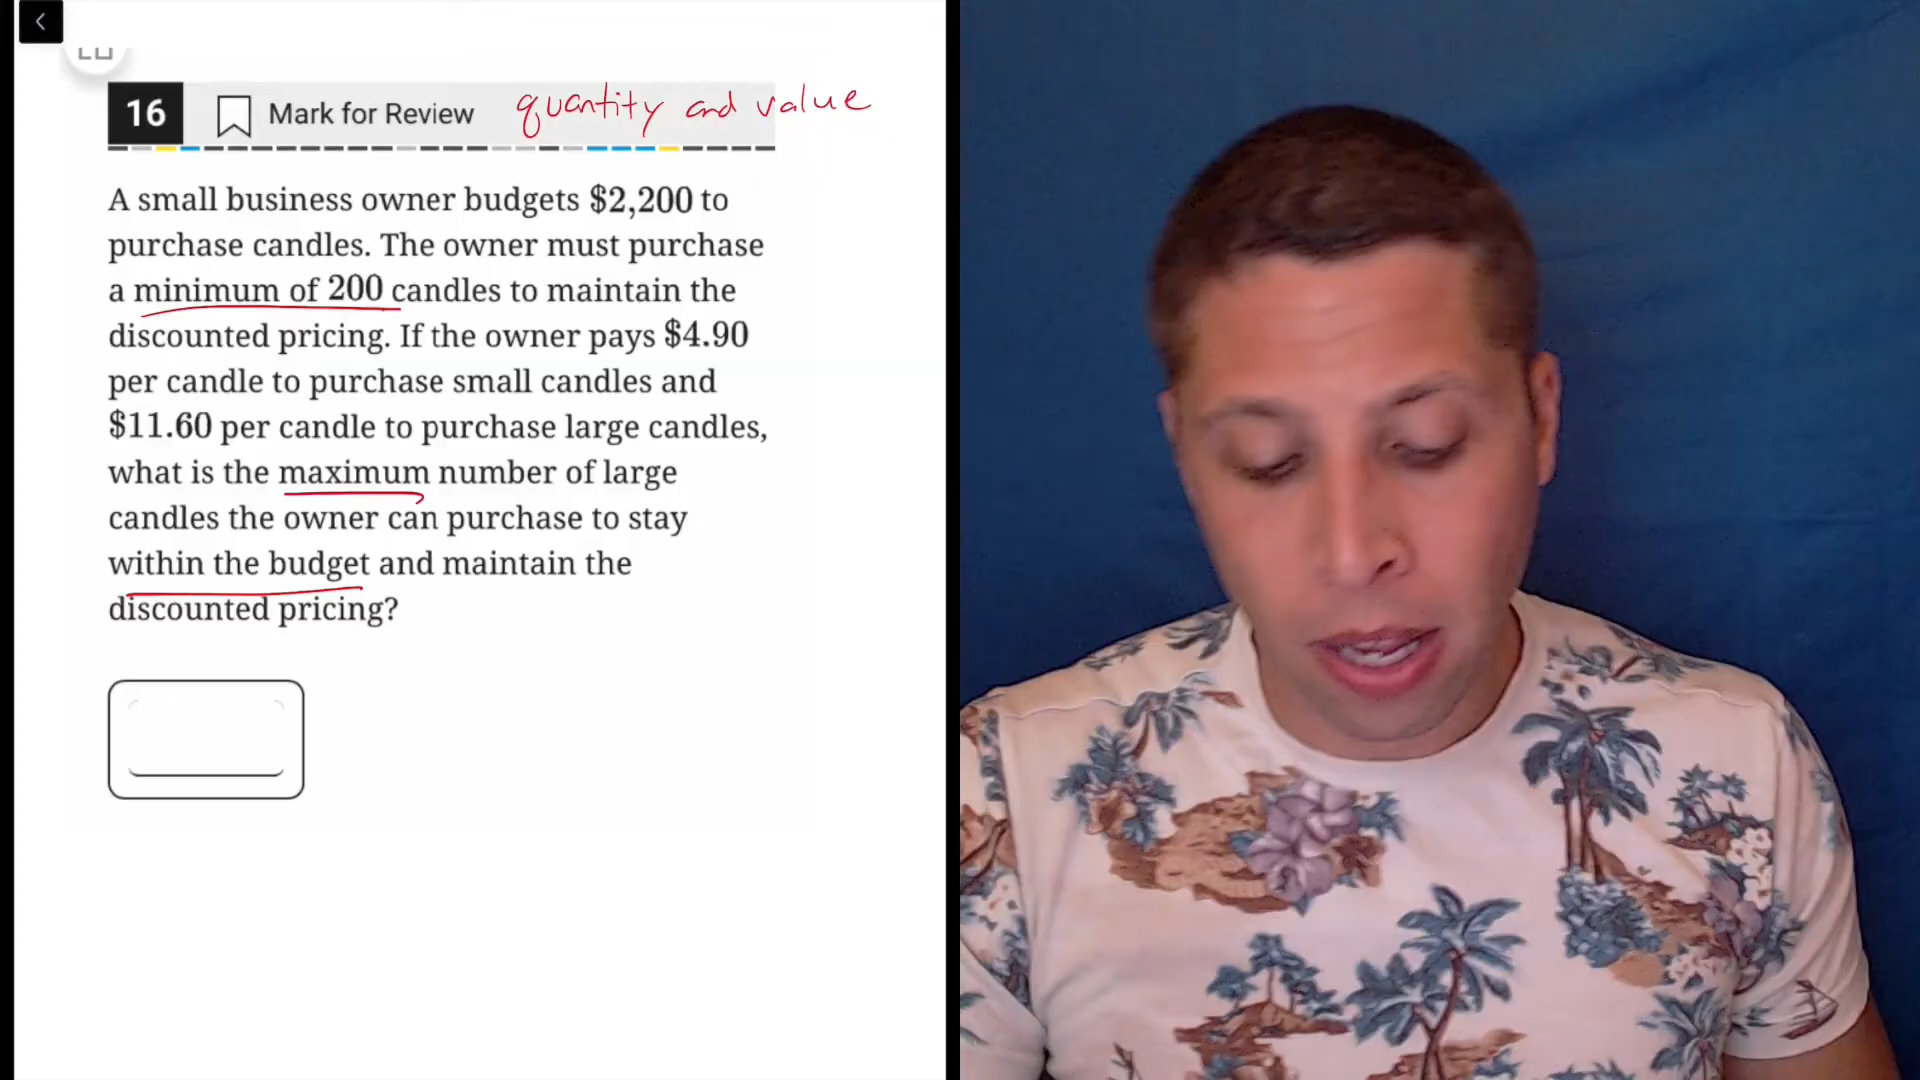 16 Mark for Review quantity and value
A small business owner budgets $2,200 to
purchase candles. The owner must purchase
a minimum of 200 candles to maintain the
discounted pricing. If the owner pays $4.90
per candle to purchase small candles and
$11.60 per candle to purchase large candles,
what is the maximum number of large
candles the owner can purchase to stay
within the budget and maintain the
discounted pricing?